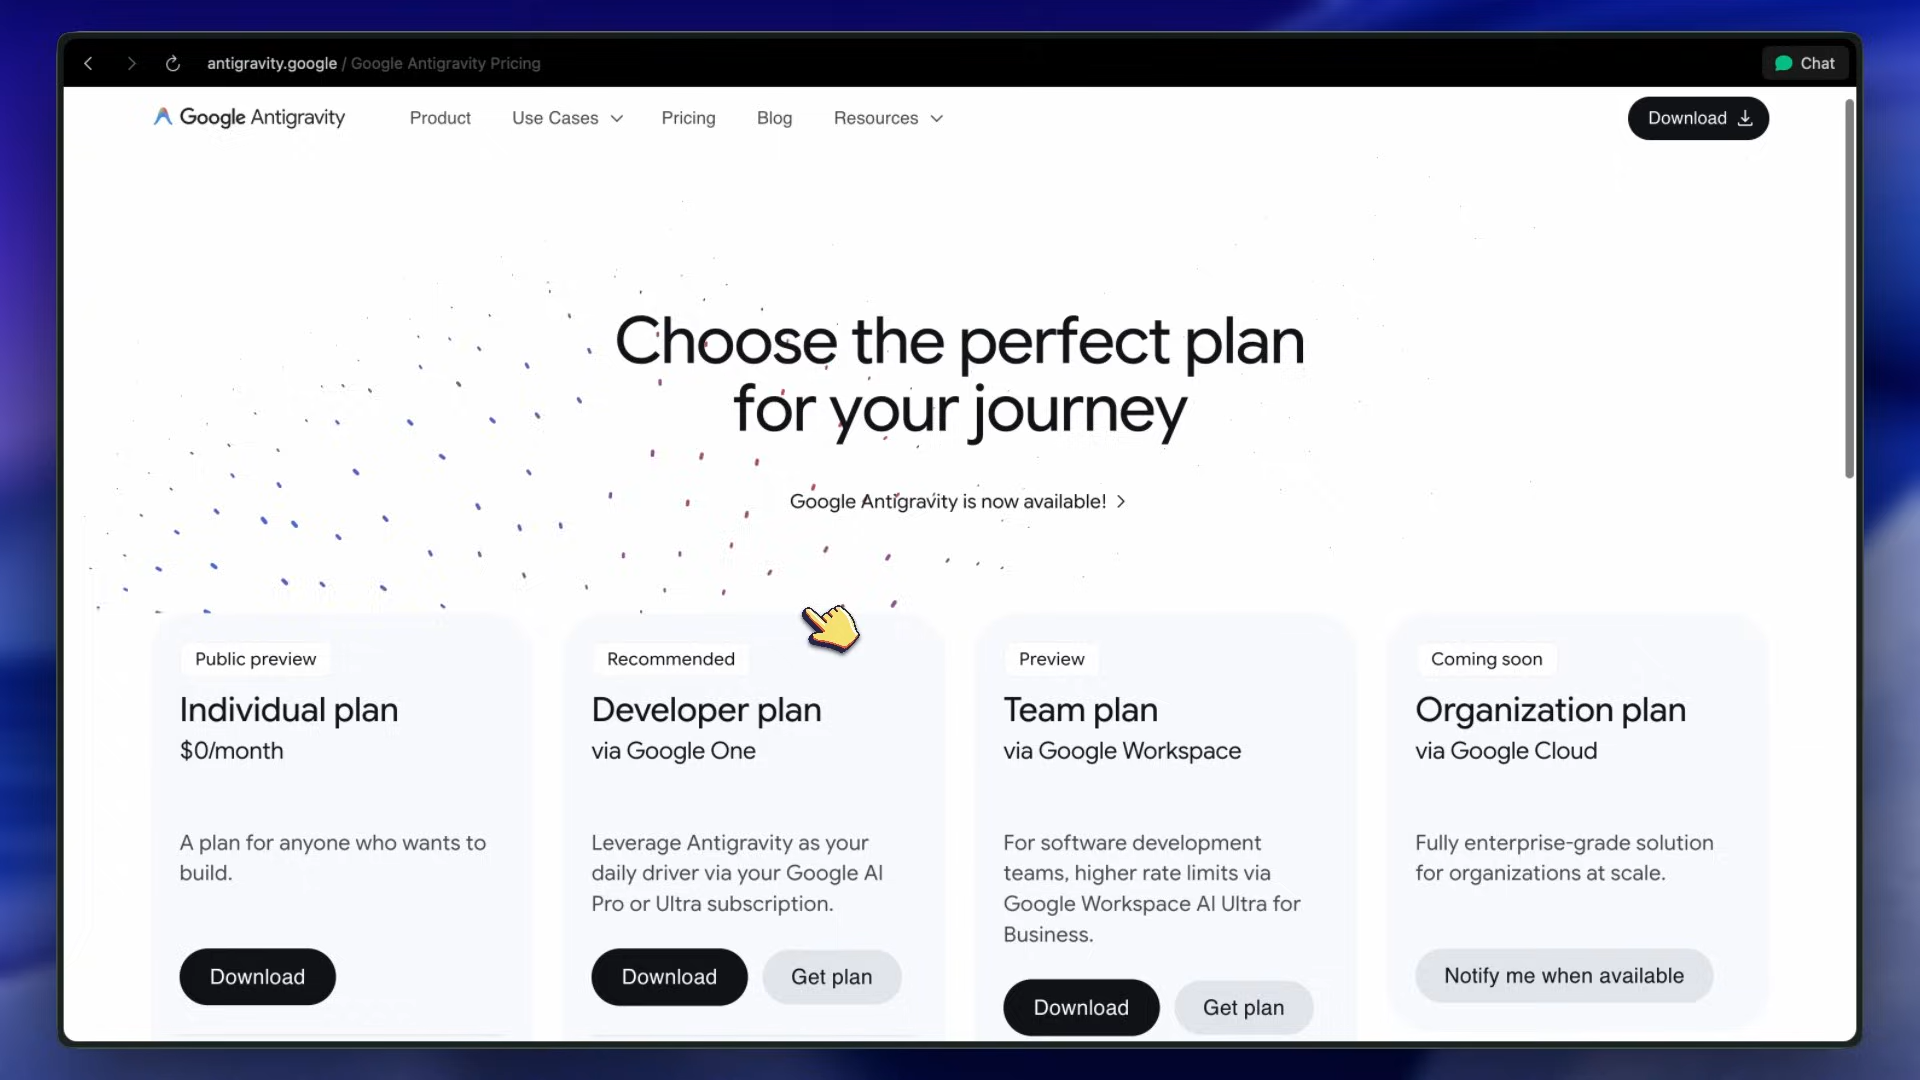 antigravity.google / Google Antigravity Pricing
Chat
Google Antigravity
Product
Use Cases
Pricing
Blog
Resources
Download
Choose the perfect plan
for your journey
Google Antigravity is now available!
Public preview
Individual plan
$0/month
A plan for anyone who wants to
build.
Download
Recommended
Developer plan
via Google One
Leverage Antigravity as your
daily driver via your Google AI
Pro or Ultra subscription.
Download
Get plan
Preview
Team plan
via Google Workspace
For software development
teams, higher rate limits via
Google Workspace AI Ultra for
Business.
Download
Get plan
Coming soon
Organization plan
via Google Cloud
Fully enterprise-grade solution
for organizations at scale.
Notify me when available